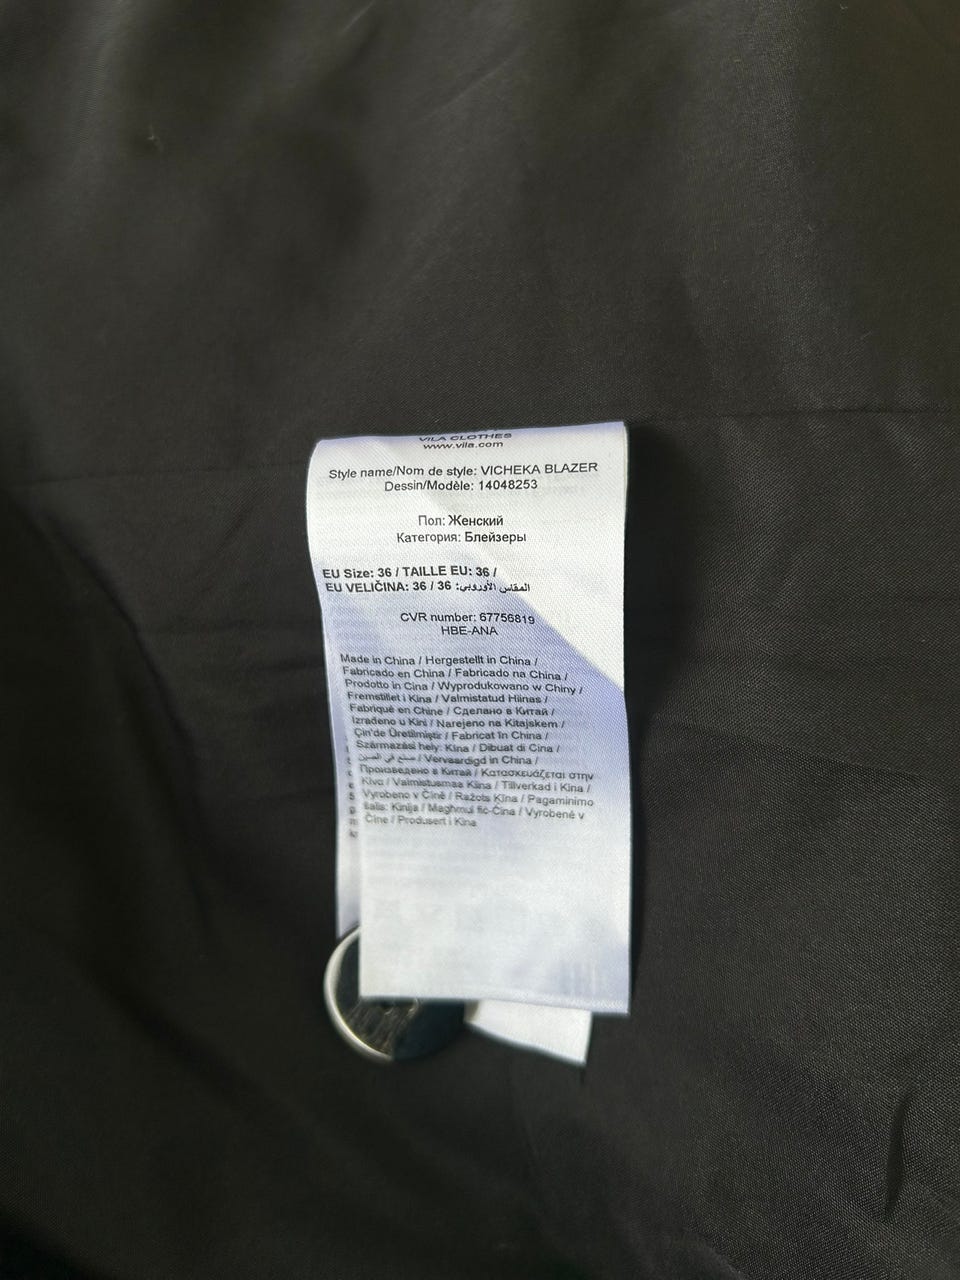 VILA CLOTHES
www.vila.com
Style name/Nom de style: VICHEKA BLAZER
Dessin/Modèle: 14048253
Пол: Женский
Категория: Блейзеры
EU Size: 36 / TAILLE EU: 36 /
EU VELIČINA: 36 / 36 :المقاس الأوروبي
CVR number: 67756819
HBE-ANA
Made in China / Hergestellt in China /
Fabricado en China / Fabricado na China /
Prodotto in Cina / Wyprodukowano w Chiny /
Fremstillet i Kina / Valmistatud Hiinas /
Fabriqué en Chine / Сделано в Китай /
Izrađeno u Kini / Narejeno na Kitajskem /
Çin'de Üretilmiştir / Fabricat în China /
Származási hely: Kína / Dibuat di Cina /
صنع في الصين / Vervaardigd in China /
Произведено в Китай / Κατασκευάζεται στην
Κίνα / Valmistusmaa Kiina / Tillverkad i Kina /
Vyrobeno v Číně / Ražots Ķīna / Pagaminimo
šalis: Kinija / Magħmul fiċ-Ċina / Vyrobené v
Číne / Produsert i Kina